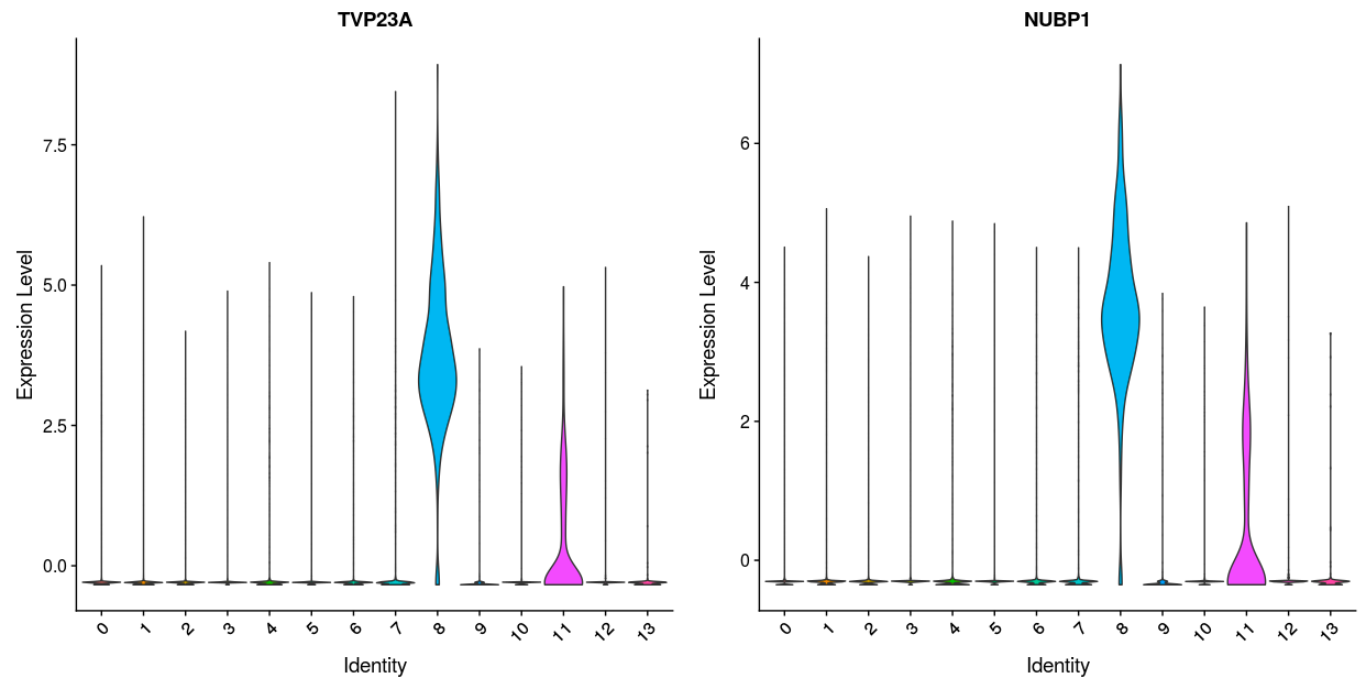 TVP23A
Expression Level
7.5
5.0
2.5
0.0
0 1 2 3 4 5 6 7 8 9 10 11 12 13
Identity
NUBP1
Expression Level
6
4
2
0
0 1 2 3 4 5 6 7 8 9 10 11 12 13
Identity